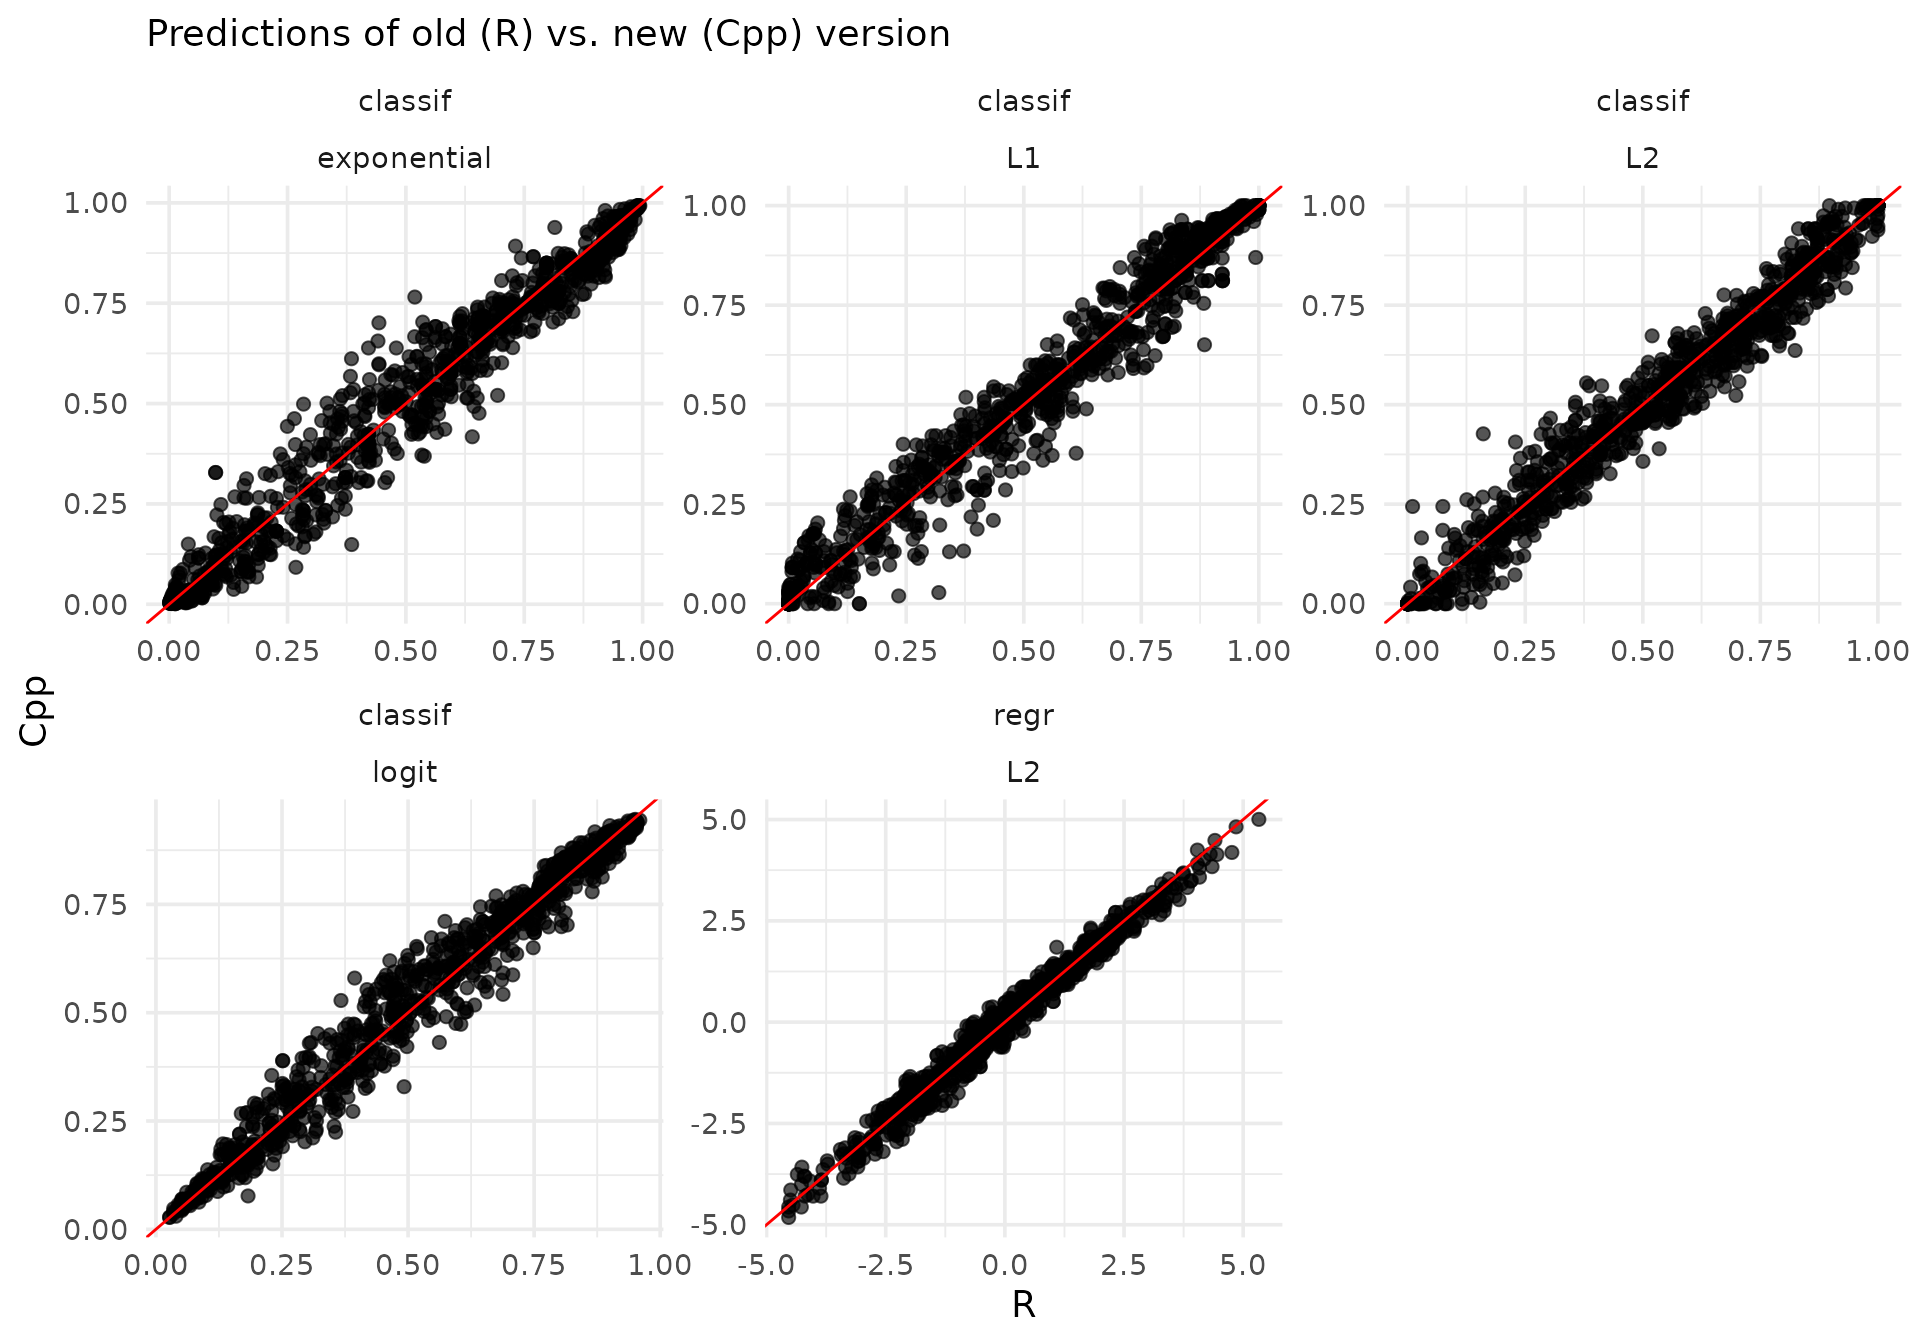 Predictions of old (R) vs. new (Cpp) version
classif classif classif
exponential L1 L2
1.00 1.00 1.00
0.75 0.75 0.75
0.50 0.50 0.50
0.25 0.25 0.25
0.00 0.00 0.00
0.00 0.25 0.50 0.75 1.00 0.00 0.25 0.50 0.75 1.00 0.00 0.25 0.50 0.75 1.00
Cpp
classif regr
logit L2
5.0
0.75 2.5
0.50 0.0
0.25 -2.5
0.00 -5.0
0.00 0.25 0.50 0.75 1.00 -5.0 -2.5 0.0 2.5 5.0
R